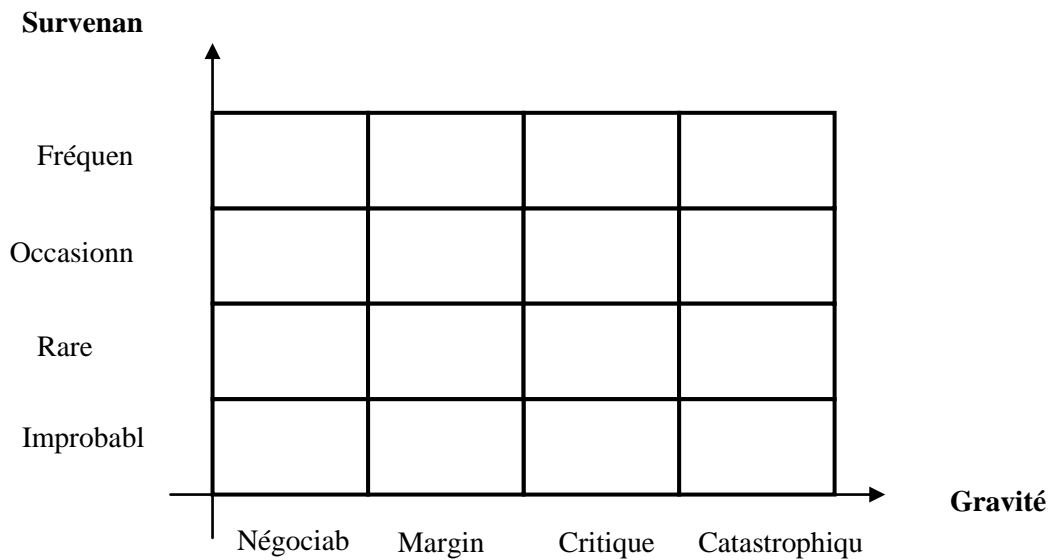 Survenan
Fréquen
Occasionn
Rare
Improbabl
Gravité
Négociab Margin Critique Catastrophiqu